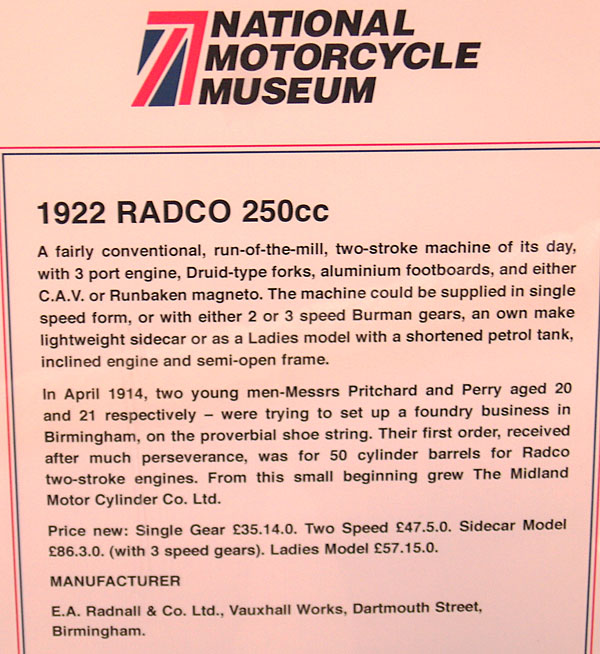 NATIONAL
MOTORCYCLE
MUSEUM
1922 RADCO 250cc
A fairly conventional, run-of-the-mill, two-stroke machine of its day,
with 3 port engine, Druid-type forks, aluminium footboards, and either
C.A.V. or Runbaken magneto. The machine could be supplied in single
speed form, or with either 2 or 3 speed Burman gears, an own make
lightweight sidecar or as a Ladies model with a shortened petrol tank,
inclined engine and semi-open frame.
In April 1914, two young men-Messrs Pritchard and Perry aged 20
and 21 respectively – were trying to set up a foundry business in
Birmingham, on the proverbial shoe string. Their first order, received
after much perseverance, was for 50 cylinder barrels for Radco
two-stroke engines. From this small beginning grew The Midland
Motor Cylinder Co. Ltd.
Price new: Single Gear £35.14.0. Two Speed £47.5.0. Sidecar Model
£86.3.0. (with 3 speed gears). Ladies Model £57.15.0.
MANUFACTURER
E.A. Radnall & Co. Ltd., Vauxhall Works, Dartmouth Street,
Birmingham.